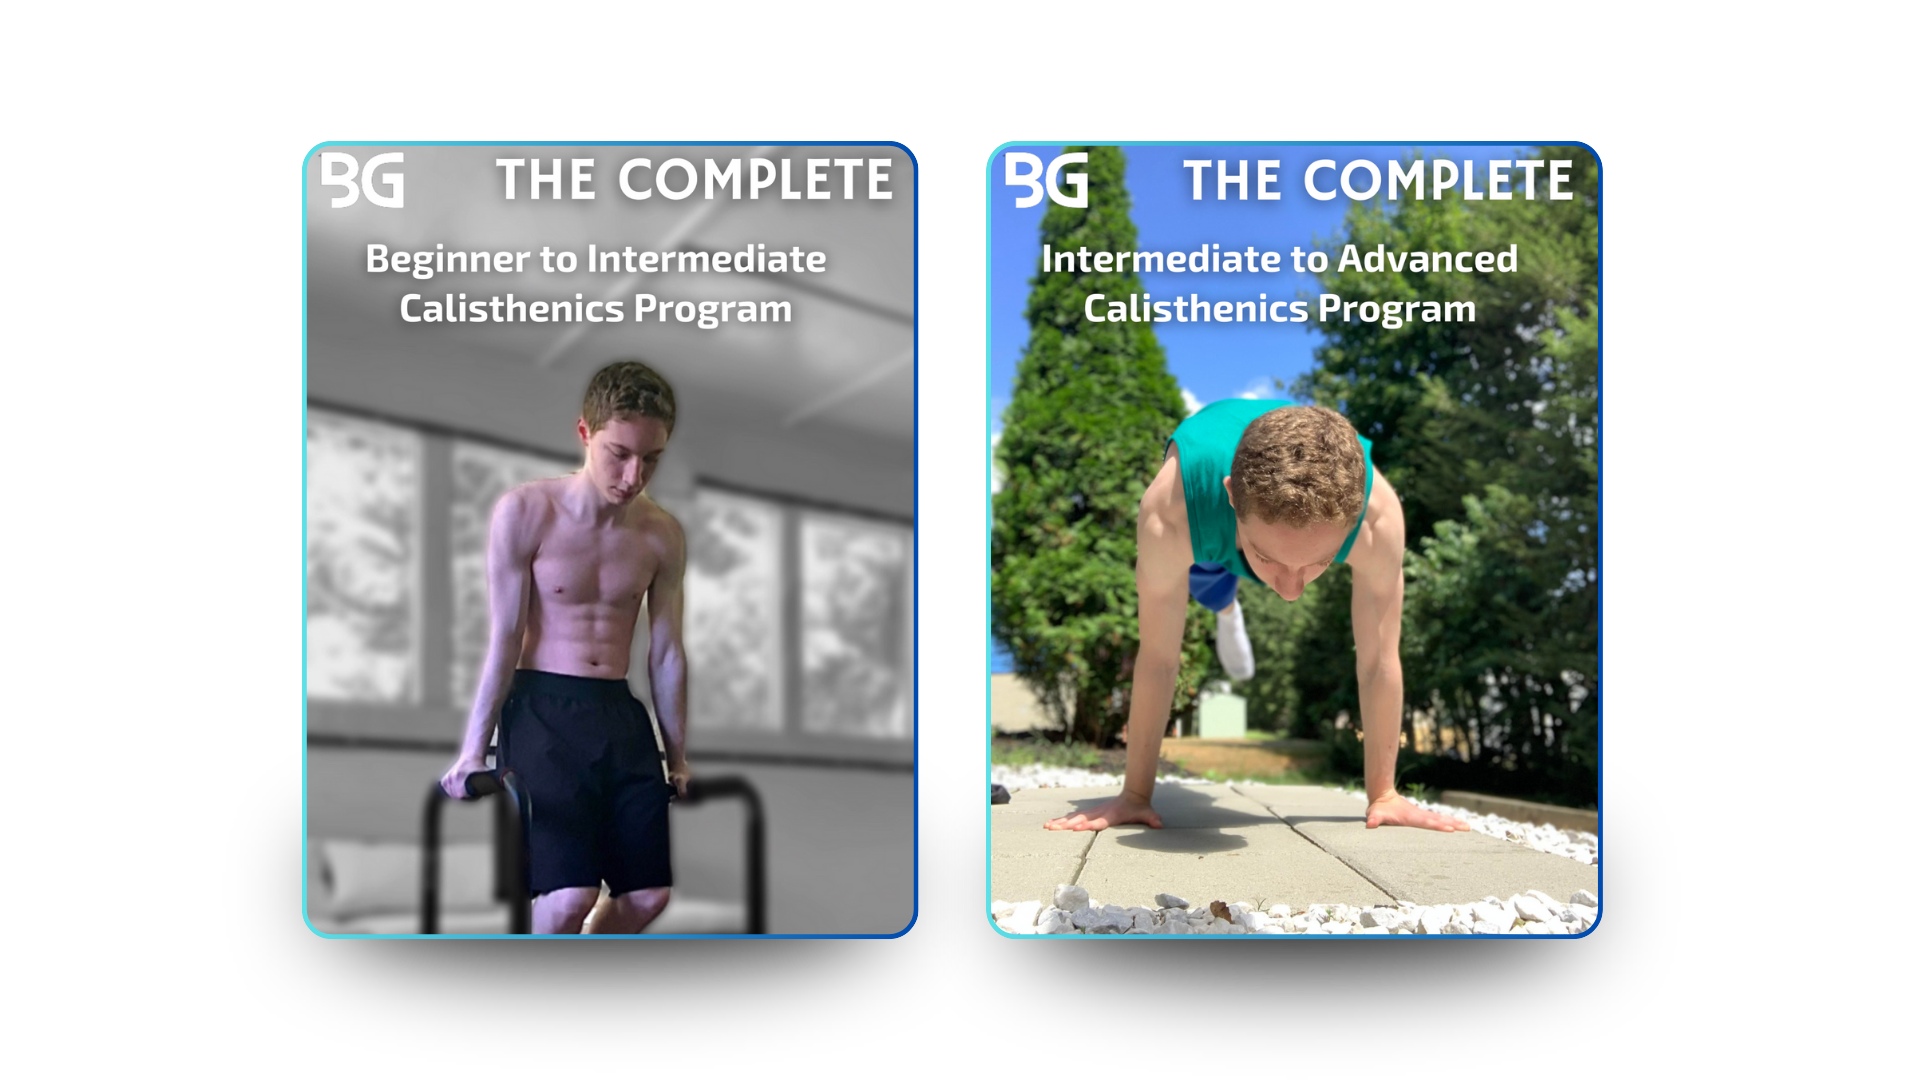 BG THE COMPLETE
Beginner to Intermediate
Calisthenics Program
BG THE COMPLETE
Intermediate to Advanced
Calisthenics Program